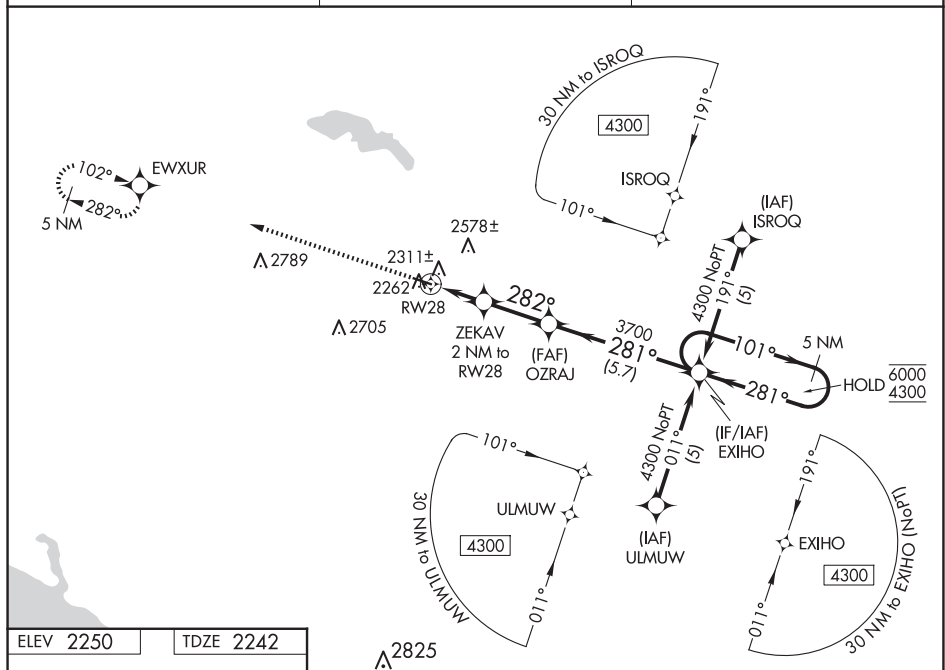 30 NM to ISROQ
4300
191°
ISROQ
101°
102°
EWXUR
282°
5 NM
(IAF)
ISROQ
2578±
2311±
2789
2262
RW28
4300 NoPT
191°
(5)
282°
2705
ZEKAV
2 NM to
RW28
(FAF)
OZRAJ
3700
281°
(5.7)
101°
5 NM
281°
HOLD 6000
4300
(IF/IAF)
EXIHO
4300 NoPT
011°
(5)
101°
30 NM to ULMUW
ULMUW
4300
011°
(IAF)
ULMUW
191°
EXIHO
4300
011°
30 NM to EXIHO (NoPT)
ELEV 2250
TDZE 2242
2825